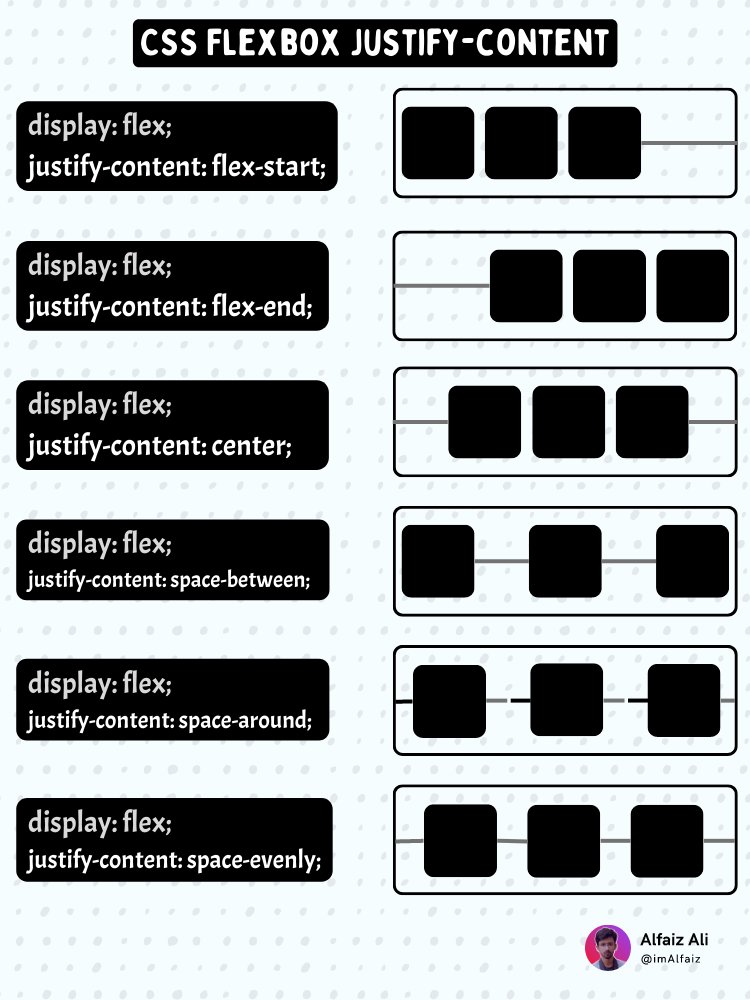 CSS FLEXBOX JUSTIFY-CONTENT
display: flex;
justify-content: flex-start;
display: flex;
justify-content: flex-end;
display: flex;
justify-content: center;
display: flex;
justify-content: space-between;
display: flex;
justify-content: space-around;
display: flex;
justify-content: space-evenly;
Alfaiz Ali
@imAlfaiz